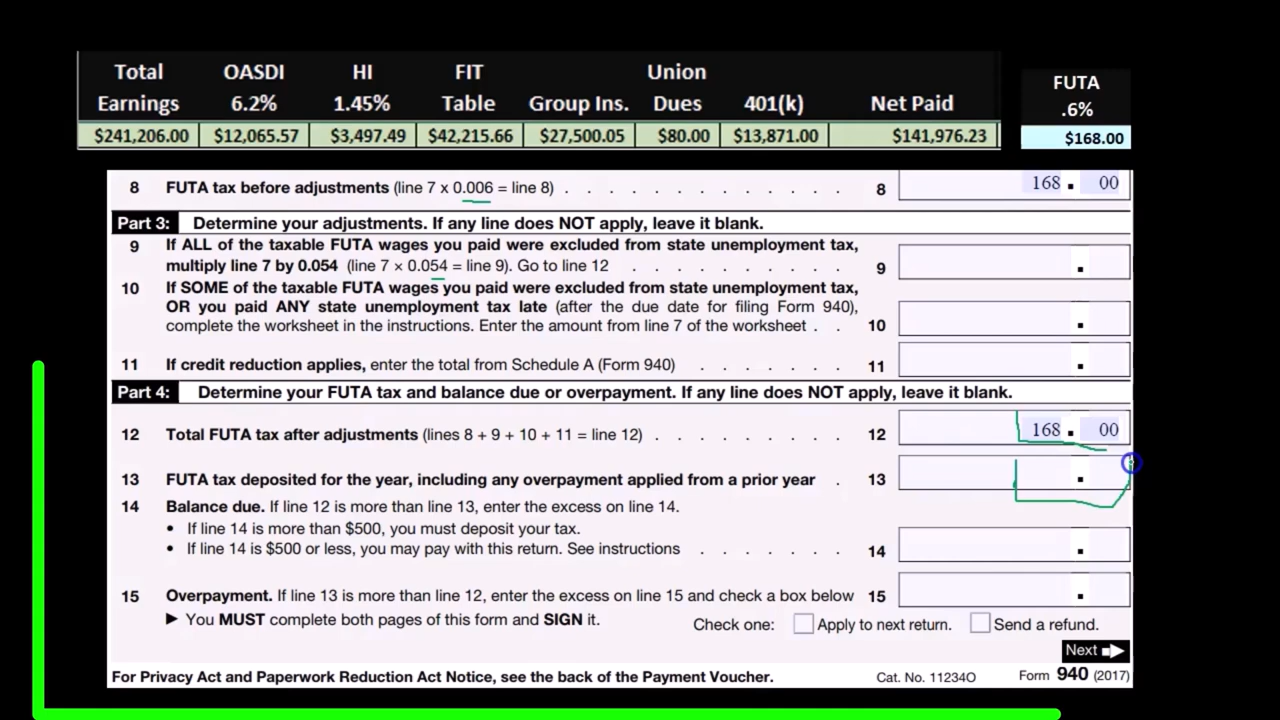 Total OASDI HI FIT Union FUTA
Earnings 6.2% 1.45% Table Group Ins. Dues 401(k) Net Paid .6%
$241,206.00 $12,065.57 $3,497.49 $42,215.66 $27,500.05 $80.00 $13,871.00 $141,976.23 $168.00
8 FUTA tax before adjustments (line 7 x 0.006 = line 8) . . . . . . . . . . . . . 8 168 . 00
Part 3: Determine your adjustments. If any line does NOT apply, leave it blank.
9 If ALL of the taxable FUTA wages you paid were excluded from state unemployment tax,
multiply line 7 by 0.054 (line 7 × 0.054 = line 9). Go to line 12 . . . . . . . . . . 9 .
10 If SOME of the taxable FUTA wages you paid were excluded from state unemployment tax,
OR you paid ANY state unemployment tax late (after the due date for filing Form 940),
complete the worksheet in the instructions. Enter the amount from line 7 of the worksheet . . 10 .
11 If credit reduction applies, enter the total from Schedule A (Form 940) . . . . . . . 11 .
Part 4: Determine your FUTA tax and balance due or overpayment. If any line does NOT apply, leave it blank.
12 Total FUTA tax after adjustments (lines 8 + 9 + 10 + 11 = line 12) . . . . . . . . . 12 168 . 00
13 FUTA tax deposited for the year, including any overpayment applied from a prior year . 13 .
14 Balance due. If line 12 is more than line 13, enter the excess on line 14.
• If line 14 is more than $500, you must deposit your tax.
• If line 14 is $500 or less, you may pay with this return. See instructions . . . . . . . 14 .
15 Overpayment. If line 13 is more than line 12, enter the excess on line 15 and check a box below 15 .
▶ You MUST complete both pages of this form and SIGN it. Check one: Apply to next return. Send a refund.
Next
For Privacy Act and Paperwork Reduction Act Notice, see the back of the Payment Voucher. Cat. No. 11234O Form 940 (2017)